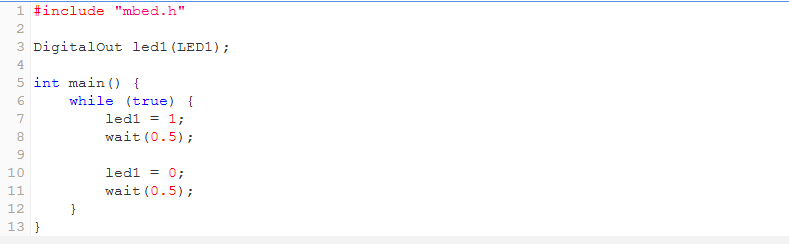 1 #include "mbed.h"
2
3 DigitalOut led1(LED1);
4
5 int main() {
6     while (true) {
7         led1 = 1;
8         wait(0.5);
9
10         led1 = 0;
11         wait(0.5);
12     }
13 }